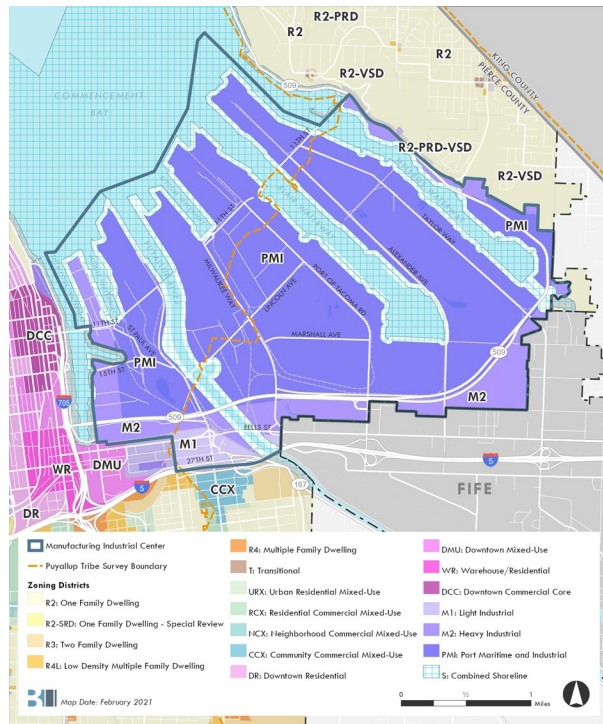 R2-PRD
R2
R2
509
R2-VSD
KING COUNTY
PIERCE COUNTY
COMMENCEMENT
BAY
11TH ST
R2-PRD-VSD
R2-VSD
PMI
TAYLOR WAY
11TH ST
PMI
ALEXANDER AVE
MILWAUKEE WAY
LINCOLN AVE
PORT OF TACOMA RD
DCC
11TH ST
ST PAUL AVE
MARSHALL AVE
PMI
15TH ST
509
705
M2
509
M2
EELLS ST
M1
27TH ST
5
WR
DMU
5
CCX
167
FIFE
DR
Manufacturing Industrial Center
Puyallup Tribe Survey Boundary
Zoning Districts
R2: One Family Dwelling
R2-SRD: One Family Dwelling - Special Review
R3: Two Family Dwelling
R4L: Low Density Multiple Family Dwelling
R4: Multiple Family Dwelling
T: Transitional
URX: Urban Residential Mixed-Use
RCX: Residential Commercial Mixed-Use
NCX: Neighborhood Commercial Mixed-Use
CCX: Community Commercial Mixed-Use
DR: Downtown Residential
DMU: Downtown Mixed-Use
WR: Warehouse/Residential
DCC: Downtown Commercial Core
M1: Light Industrial
M2: Heavy Industrial
PMI: Port Maritime and Industrial
S: Combined Shoreline
Map Date: February 2021
0
½
1
Miles